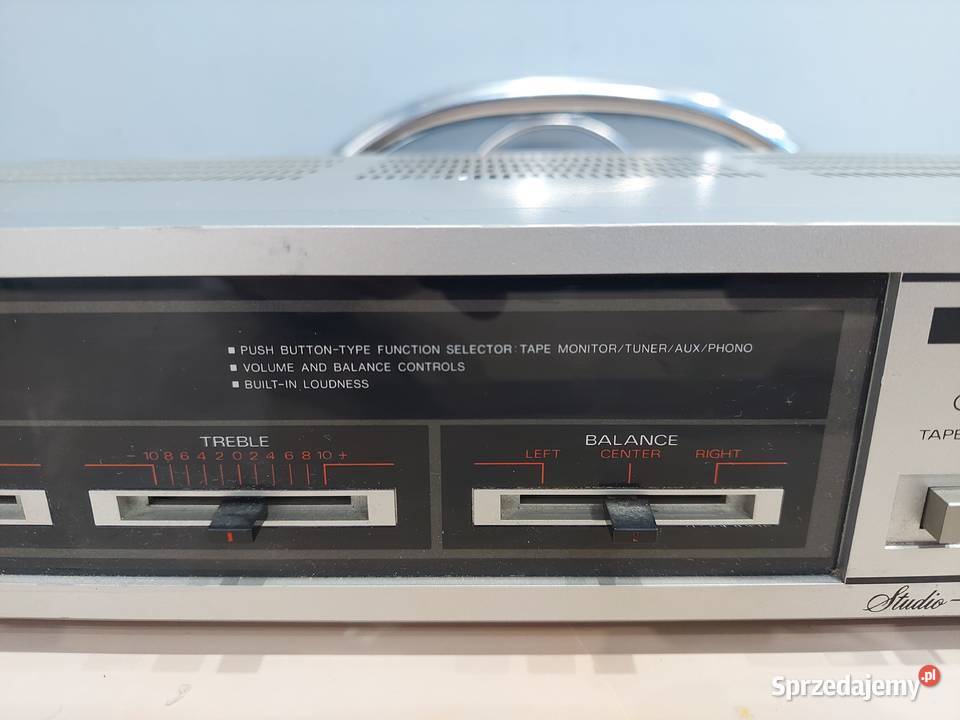 ■ PUSH BUTTON-TYPE FUNCTION SELECTOR: TAPE MONITOR/TUNER/AUX/PHONO
■ VOLUME AND BALANCE CONTROLS
■ BUILT-IN LOUDNESS
TREBLE
- 10 8 6 4 2 0 2 4 6 8 10 +
BALANCE
LEFT CENTER RIGHT
TAPE
Studio-
Sprzedajemy.pl